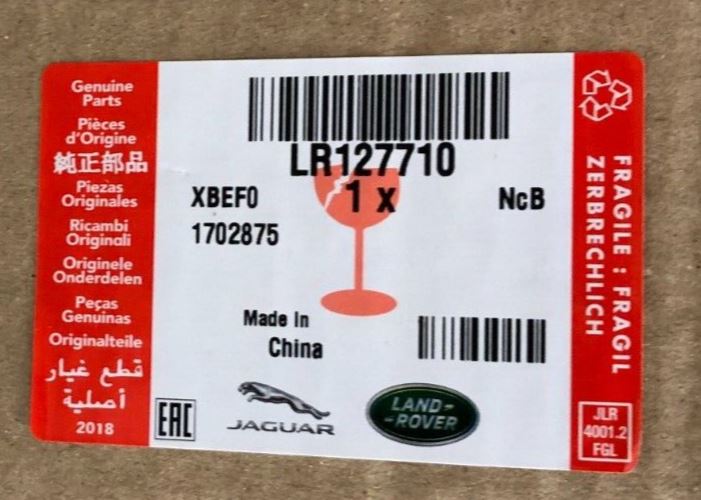 Genuine
Parts
Pièces
d'Origine
純正部品
Piezas
Originales
Ricambi
Originali
Originele
Onderdelen
Peças
Genuinas
Originalteile
قطع غيار
أصلية
2018
LR127710
XBEF0
1 x
NcB
1702875
Made In
China
EAC
JAGUAR
LAND-
-ROVER
FRAGILE : FRAGIL
ZERBRECHLICH
JLR
4001.2
FGL